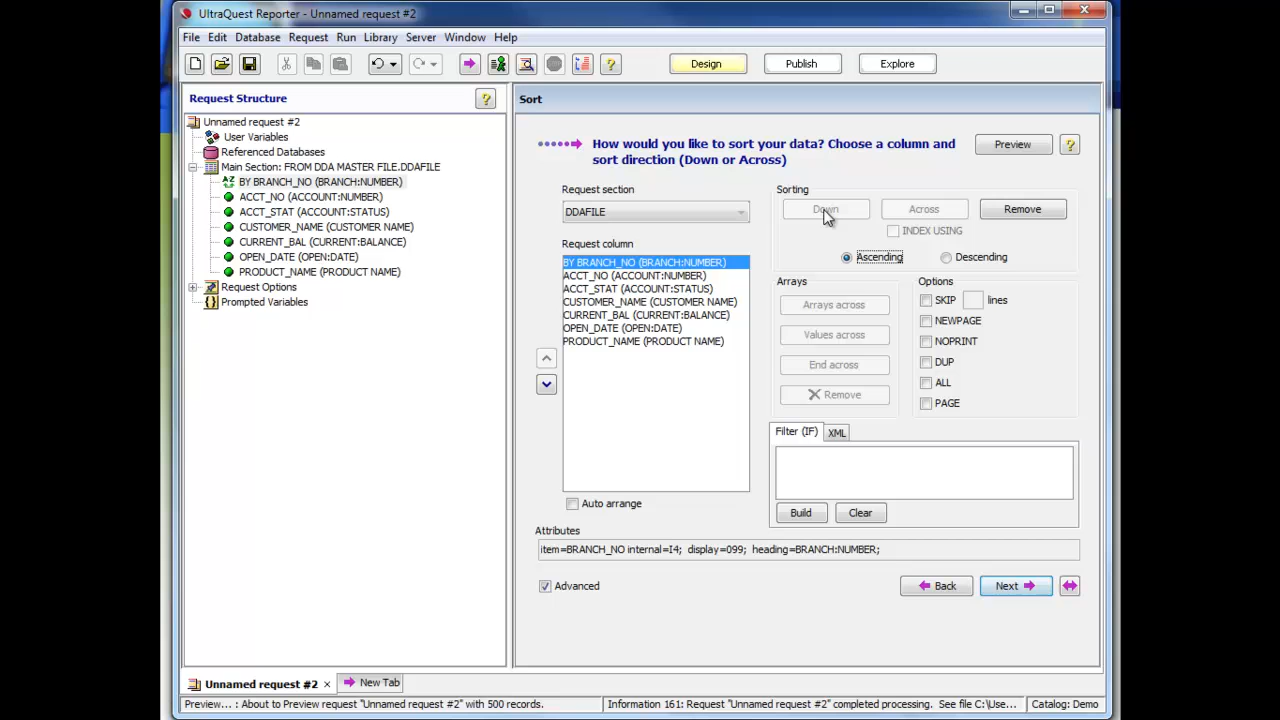 UltraQuest Reporter - Unnamed request #2
File Edit Database Request Run Library Server Window Help
Design Publish Explore
Request Structure
?
Unnamed request #2
User Variables
Referenced Databases
Main Section: FROM DDA MASTER FILE.DDAFILE
BY BRANCH_NO (BRANCH:NUMBER)
ACCT_NO (ACCOUNT:NUMBER)
ACCT_STAT (ACCOUNT:STATUS)
CUSTOMER_NAME (CUSTOMER NAME)
CURRENT_BAL (CURRENT:BALANCE)
OPEN_DATE (OPEN:DATE)
PRODUCT_NAME (PRODUCT NAME)
Request Options
Prompted Variables
Sort
How would you like to sort your data? Choose a column and
sort direction (Down or Across)
Preview
?
Request section
DDAFILE
Request column
BY BRANCH_NO (BRANCH:NUMBER)
ACCT_NO (ACCOUNT:NUMBER)
ACCT_STAT (ACCOUNT:STATUS)
CUSTOMER_NAME (CUSTOMER NAME)
CURRENT_BAL (CURRENT:BALANCE)
OPEN_DATE (OPEN:DATE)
PRODUCT_NAME (PRODUCT NAME)
Auto arrange
Sorting
Down Across Remove
INDEX USING
Ascending Descending
Arrays
Arrays across
Values across
End across
Remove
Options
SKIP lines
NEWPAGE
NOPRINT
DUP
ALL
PAGE
Filter (IF) XML
Build Clear
Attributes
item=BRANCH_NO internal=I4; display=099; heading=BRANCH:NUMBER;
Advanced
Back Next
Unnamed request #2 × New Tab
Preview... : About to Preview request "Unnamed request #2" with 500 records. Information 161: Request "Unnamed request #2" completed processing. See file C:\Use... Catalog: Demo